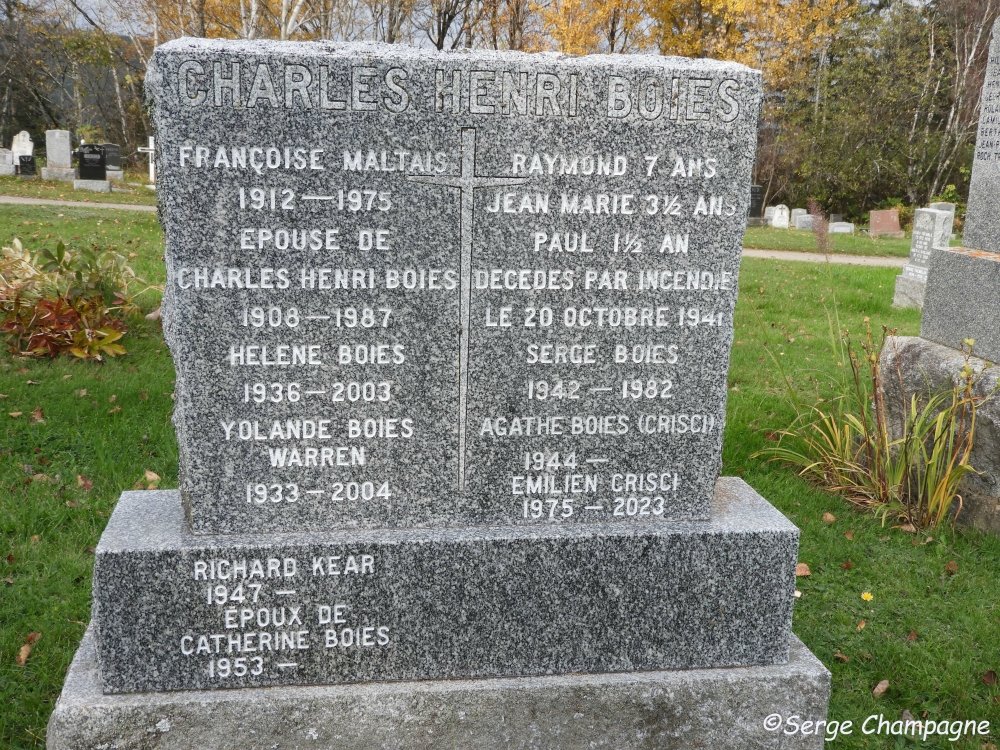 CHARLES HENRI BOIES
FRANÇOISE MALTAIS
1912 — 1975
EPOUSE DE
CHARLES HENRI BOIES
1908 — 1987
HELENE BOIES
1936 — 2003
YOLANDE BOIES
WARREN
1933 — 2004
RAYMOND 7 ANS
JEAN MARIE 3½ ANS
PAUL 1½ AN
DECEDES PAR INCENDIE
LE 20 OCTOBRE 1941
SERGE BOIES
1942 — 1982
AGATHE BOIES (CRISCI)
1944 —
EMILIEN CRISCI
1975 — 2023
RICHARD KEAR
1947 —
ÉPOUX DE
CATHERINE BOIES
1953 —
©Serge Champagne